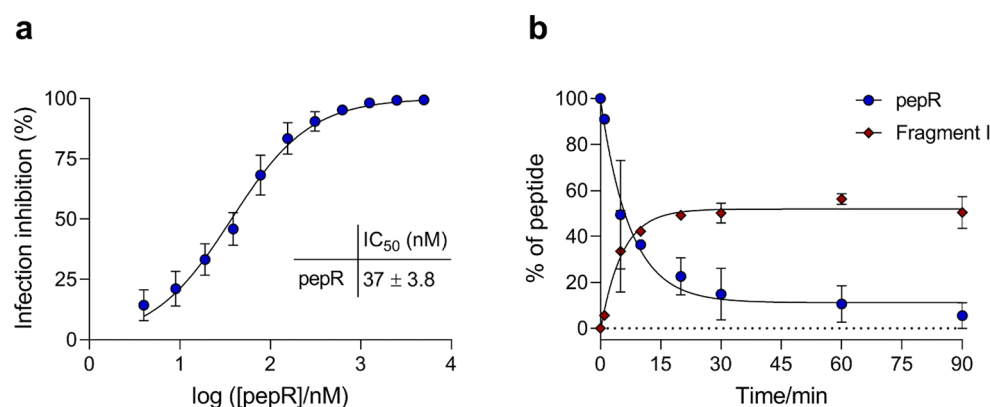 a
Infection inhibition (%)
100
75
50
25
0
0 1 2 3 4
log ([pepR]/nM)
IC50 (nM)
pepR 37 ± 3.8
b
% of peptide
100
80
60
40
20
0
0 15 30 45 60 75 90
Time/min
pepR
Fragment I